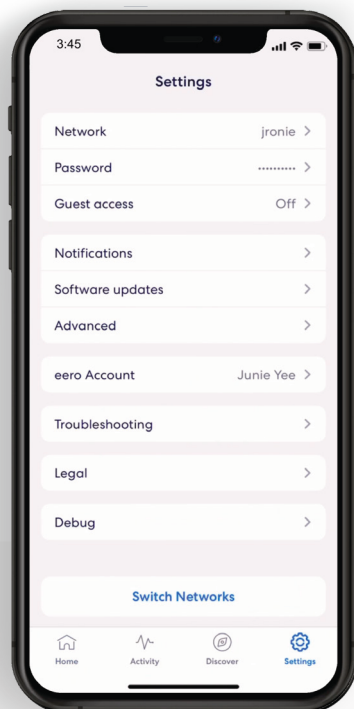 3:45
Settings
Network jronie
Password ··········
Guest access Off
Notifications
Software updates
Advanced
eero Account Junie Yee
Troubleshooting
Legal
Debug
Switch Networks
Home Activity Discover Settings